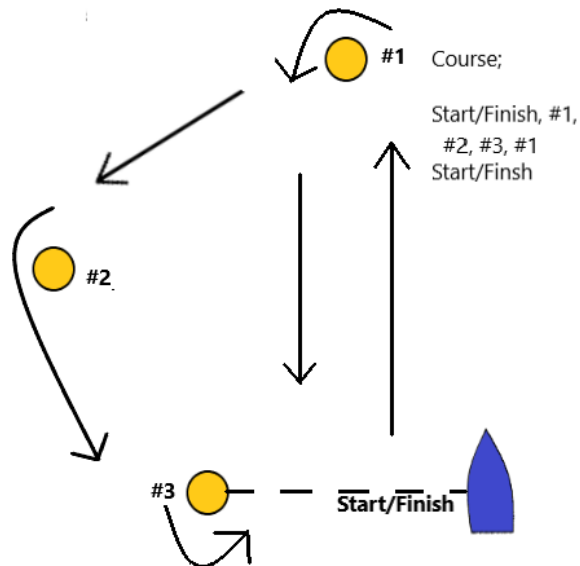 #1
Course;
Start/Finish, #1,
#2, #3, #1
Start/Finsh
#2.
#3
Start/Finish